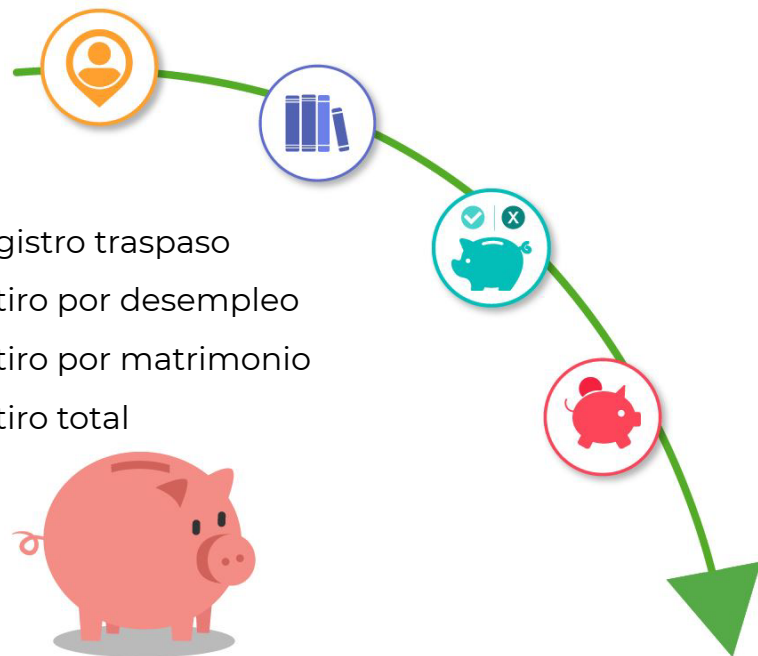 gistro traspaso
tiro por desempleo
tiro por matrimonio
tiro total
X